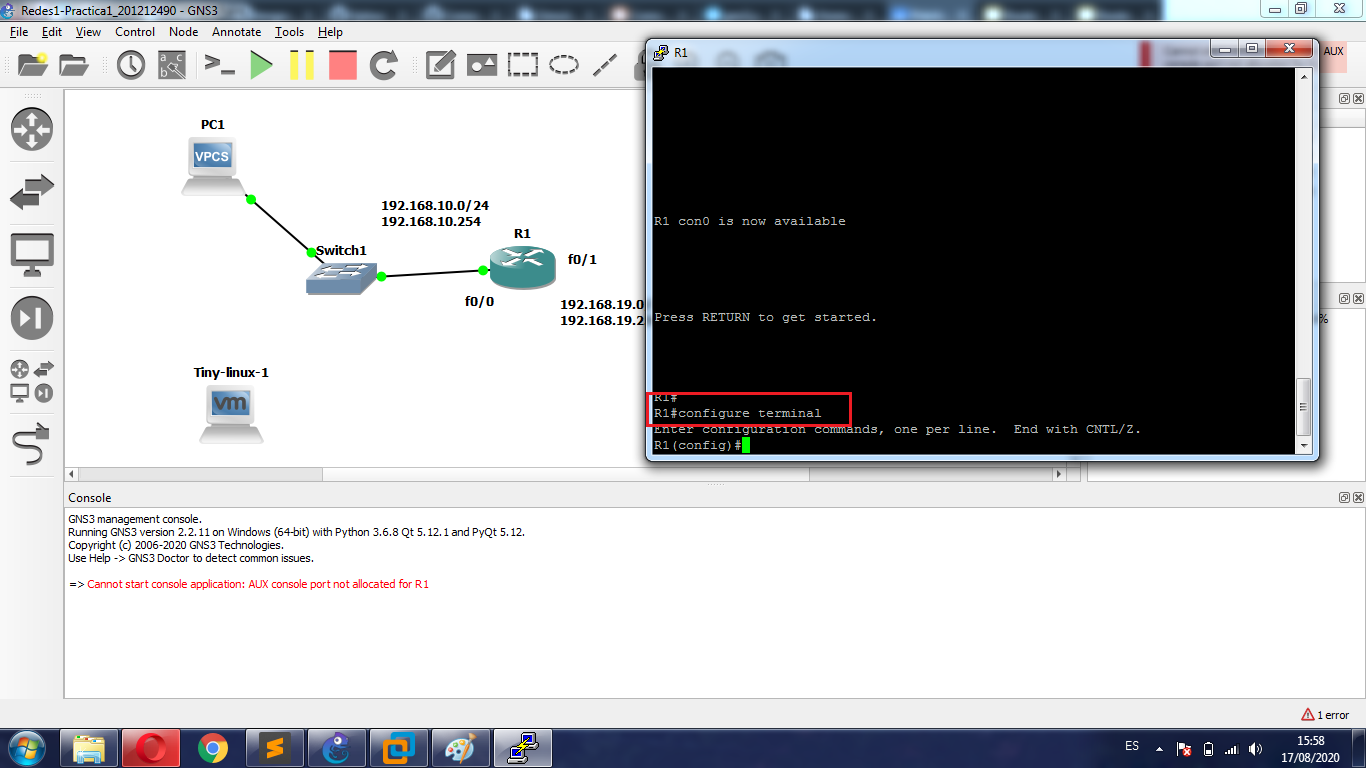 Redes1-Practica1_201212490 - GNS3
File Edit View Control Node Annotate Tools Help
R1
AUX
PC1
VPCS
192.168.10.0/24
192.168.10.254
R1
Switch1
f0/1
f0/0
192.168.19.0
192.168.19.2
Tiny-linux-1
vm
R1 con0 is now available
Press RETURN to get started.
R1#
R1#configure terminal
Enter configuration commands, one per line.  End with CNTL/Z.
R1(config)#
%
Console
GNS3 management console.
Running GNS3 version 2.2.11 on Windows (64-bit) with Python 3.6.8 Qt 5.12.1 and PyQt 5.12.
Copyright (c) 2006-2020 GNS3 Technologies.
Use Help -> GNS3 Doctor to detect common issues.
=> Cannot start console application: AUX console port not allocated for R1
1 error
ES
15:58
17/08/2020